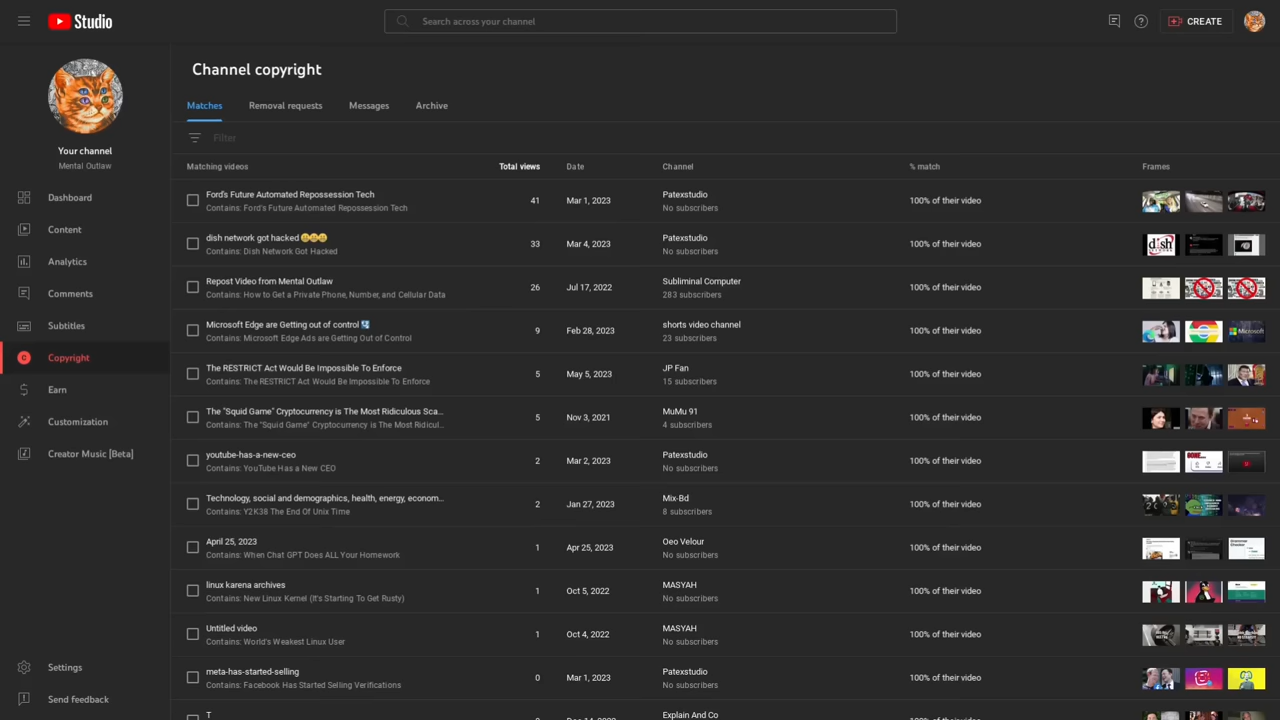 Studio
Search across your channel
CREATE
Your channel
Mental Outlaw
Dashboard
Content
Analytics
Comments
Subtitles
Copyright
Earn
Customization
Creator Music [Beta]
Settings
Send feedback
Channel copyright
Matches Removal requests Messages Archive
Filter
Matching videos Total views Date Channel % match Frames
Ford's Future Automated Repossession Tech 41 Mar 1, 2023 Patexstudio 100% of their video
Contains: Ford's Future Automated Repossession Tech No subscribers
dish network got hacked 😫😫😫 33 Mar 4, 2023 Patexstudio 100% of their video
Contains: Dish Network Got Hacked No subscribers
dish
Repost Video from Mental Outlaw 26 Jul 17, 2022 Subliminal Computer 100% of their video
Contains: How to Get a Private Phone, Number, and Cellular Data 283 subscribers
Microsoft Edge are Getting out of control 9 Feb 28, 2023 shorts video channel 100% of their video
Contains: Microsoft Edge Ads are Getting Out of Control 23 subscribers
Microsoft
The RESTRICT Act Would Be Impossible To Enforce 5 May 5, 2023 JP Fan 100% of their video
Contains: The RESTRICT Act Would Be Impossible To Enforce 15 subscribers
The "Squid Game" Cryptocurrency is The Most Ridiculous Sca... 5 Nov 3, 2021 MuMu 91 100% of their video
Contains: The "Squid Game" Cryptocurrency is The Most Ridicul... 4 subscribers
youtube-has-a-new-ceo 2 Mar 2, 2023 Patexstudio 100% of their video
Contains: YouTube Has a New CEO No subscribers
Technology, social and demographics, health, energy, econom... 2 Jan 27, 2023 Mix-Bd 100% of their video
Contains: Y2K38 The End Of Unix Time 8 subscribers
April 25, 2023 1 Apr 25, 2023 Oeo Velour 100% of their video
Contains: When Chat GPT Does ALL Your Homework No subscribers
linux karena archives 1 Oct 5, 2022 MASYAH 100% of their video
Contains: New Linux Kernel (It's Starting To Get Rusty) No subscribers
Untitled video 1 Oct 4, 2022 MASYAH 100% of their video
Contains: World's Weakest Linux User No subscribers
meta-has-started-selling 0 Mar 1, 2023 Patexstudio 100% of their video
Contains: Facebook Has Started Selling Verifications No subscribers
T Explain And Co